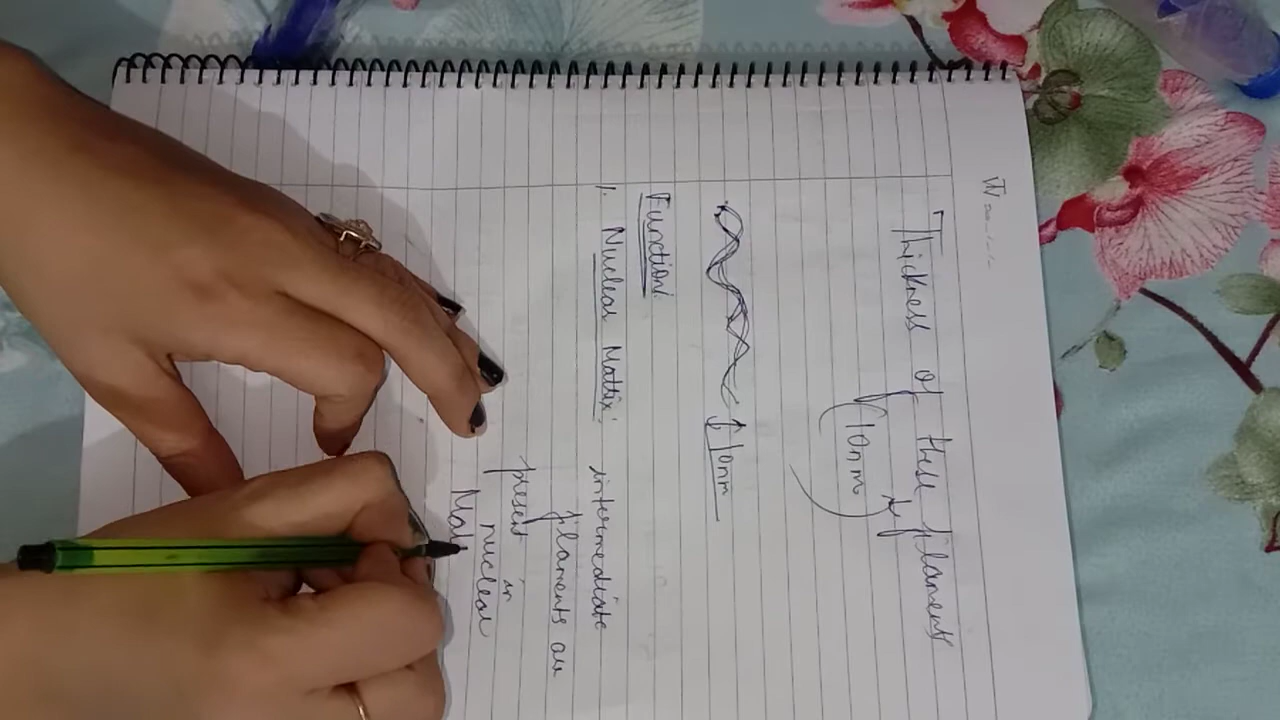 Thickness of these filaments
(10nm)
10nm
Function:
1. Nuclear Matrix: intermediate
filaments are
present in
nuclear
Mat